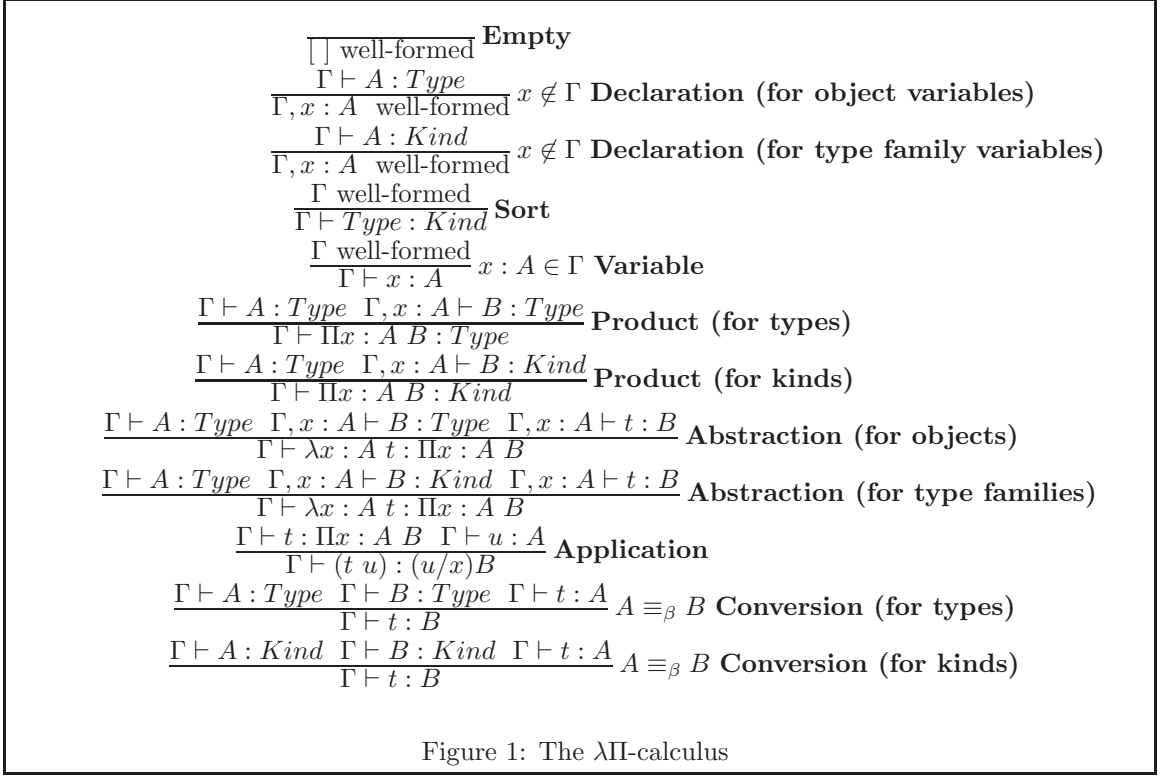 [ ] well-formed Empty
Γ ⊢ A : Type
Γ, x : A well-formed x ∉ Γ Declaration (for object variables)
Γ ⊢ A : Kind
Γ, x : A well-formed x ∉ Γ Declaration (for type family variables)
Γ well-formed
Γ ⊢ Type : Kind Sort
Γ well-formed
Γ ⊢ x : A x : A ∈ Γ Variable
Γ ⊢ A : Type Γ, x : A ⊢ B : Type
Γ ⊢ Πx : A B : Type Product (for types)
Γ ⊢ A : Type Γ, x : A ⊢ B : Kind
Γ ⊢ Πx : A B : Kind Product (for kinds)
Γ ⊢ A : Type Γ, x : A ⊢ B : Type Γ, x : A ⊢ t : B
Γ ⊢ λx : A t : Πx : A B Abstraction (for objects)
Γ ⊢ A : Type Γ, x : A ⊢ B : Kind Γ, x : A ⊢ t : B
Γ ⊢ λx : A t : Πx : A B Abstraction (for type families)
Γ ⊢ t : Πx : A B Γ ⊢ u : A
Γ ⊢ (t u) : (u/x)B Application
Γ ⊢ A : Type Γ ⊢ B : Type Γ ⊢ t : A
Γ ⊢ t : B A ≡β B Conversion (for types)
Γ ⊢ A : Kind Γ ⊢ B : Kind Γ ⊢ t : A
Γ ⊢ t : B A ≡β B Conversion (for kinds)
Figure 1: The λΠ-calculus